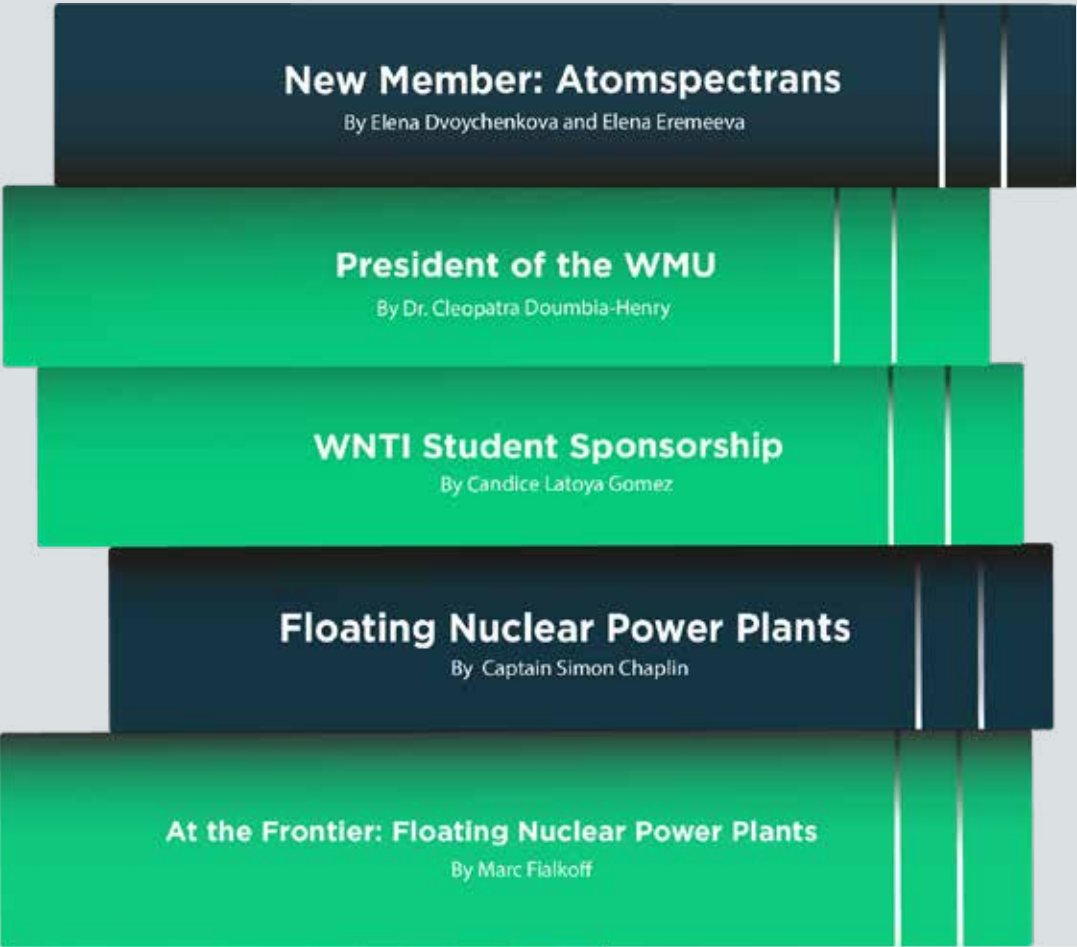 New Member: Atomspectrans
By Elena Dvoychenkova and Elena Eremeeva
President of the WMU
By Dr. Cleopatra Doumbia-Henry
WNTI Student Sponsorship
By Candice Latoya Gomez
Floating Nuclear Power Plants
By Captain Simon Chaplin
At the Frontier: Floating Nuclear Power Plants
By Marc Fialkoff